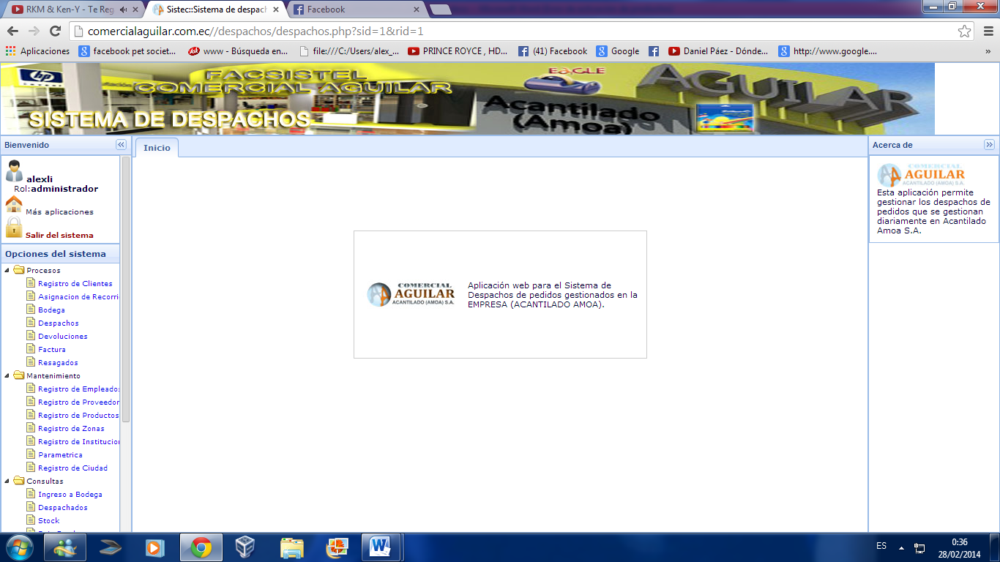 RKM & Ken-Y - Te Reg
Sistec::Sistema de despach
Facebook
comercialaguilar.com.ec//despachos/despachos.php?sid=1&rid=1
Aplicaciones
facebook pet societ...
www - Búsqueda en...
file:///C:/Users/alex_...
PRINCE ROYCE , HD...
(41) Facebook
Google
Daniel Páez - Dónde...
http://www.google....
»
hp
FACSISTEL
COMERCIAL AGUILAR
SISTEMA DE DESPACHOS
EAGLE
Acantilado
(Amoa)
AGUILAR
Bienvenido
alexli
Rol:administrador
Más aplicaciones
Salir del sistema
Opciones del sistema
Procesos
Registro de Clientes
Asignacion de Recorri
Bodega
Despachos
Devoluciones
Factura
Resagados
Mantenimiento
Registro de Empleados
Registro de Proveedor
Registro de Productos
Registro de Zonas
Registro de Institucion
Parametrica
Registro de Ciudad
Consultas
Ingreso a Bodega
Despachados
Stock
Inicio
COMERCIAL
AGUILAR
ACANTILADO (AMOA) S.A.
Aplicación web para el Sistema de
Despachos de pedidos gestionados en la
EMPRESA (ACANTILADO AMOA).
Acerca de
COMERCIAL
AGUILAR
ACANTILADO (AMOA) S.A.
Esta aplicación permite
gestionar los despachos de
pedidos que se gestionan
diariamente en Acantilado
Amoa S.A.
ES
0:36
28/02/2014